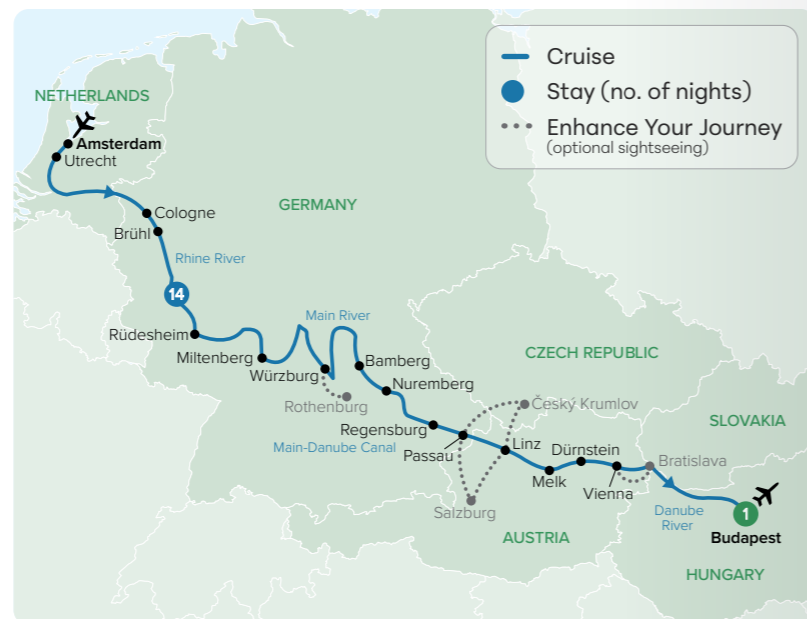 Cruise
Stay (no. of nights)
Enhance Your Journey
(optional sightseeing)
NETHERLANDS
Amsterdam
Utrecht
Cologne
GERMANY
Brühl
Rhine River
14
Main River
Rüdesheim
Miltenberg
Würzburg
Bamberg
CZECH REPUBLIC
Nuremberg
Rothenburg
Český Krumlov
SLOVAKIA
Regensburg
Main-Danube Canal
Passau
Linz
Dürnstein
Bratislava
Melk
Vienna
Salzburg
Danube
River
1
AUSTRIA
Budapest
HUNGARY